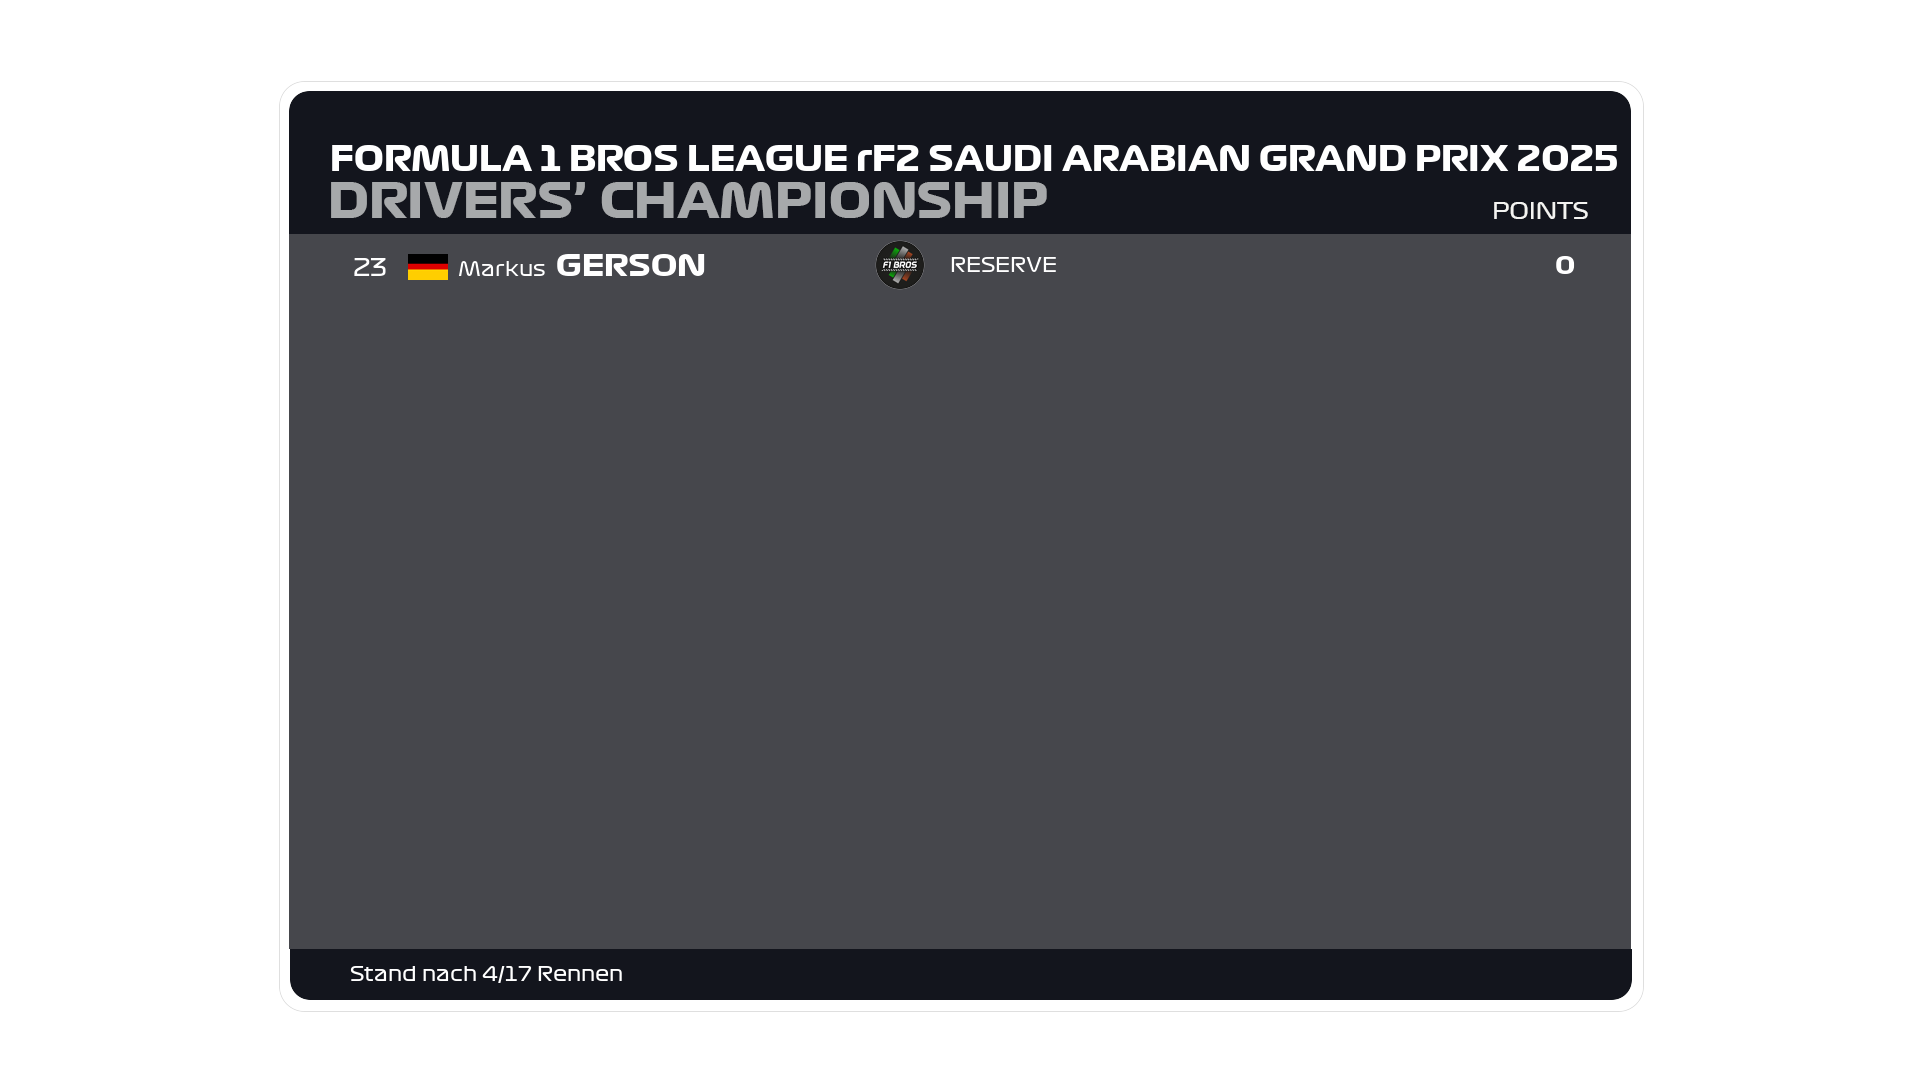 FORMULA 1 BROS LEAGUE rF2 SAUDI ARABIAN GRAND PRIX 2025
DRIVERS’ CHAMPIONSHIP
POINTS
23 Markus GERSON F1 BROS RESERVE 0
Stand nach 4/17 Rennen